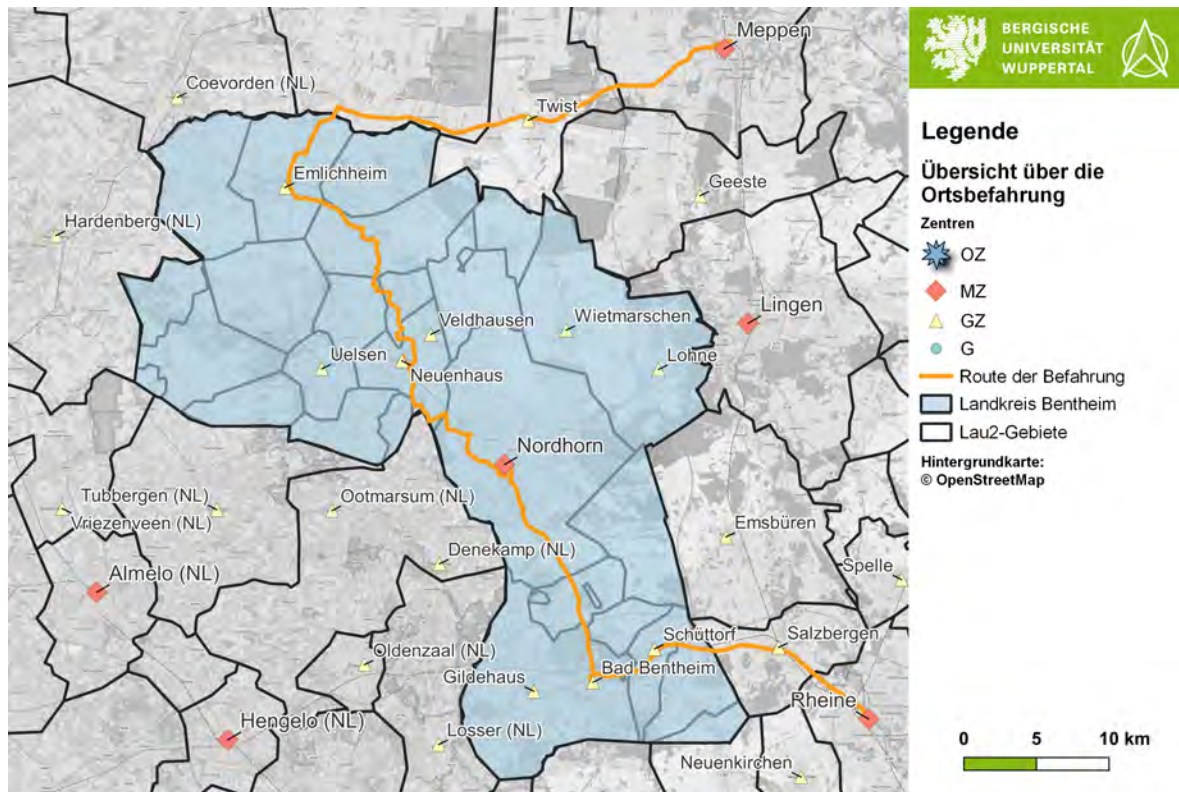 Meppen
Coevorden (NL)
Twist
Emlichheim
Geeste
Hardenberg (NL)
Lingen
Veldhausen
Wietmarschen
Uelsen
Neuenhaus
Lohne
Nordhorn
Tubbergen (NL)
Ootmarsum (NL)
Vriezenveen (NL)
Emsbüren
Denekamp (NL)
Spelle
Almelo (NL)
Schüttorf
Salzbergen
Oldenzaal (NL)
Bad Bentheim
Gildehaus
Rheine
Hengelo (NL)
Losser (NL)
Neuenkirchen
BERGISCHE
UNIVERSITÄT
WUPPERTAL
Legende
Übersicht über die
Ortsbefahrung
Zentren
OZ
MZ
GZ
G
Route der Befahrung
Landkreis Bentheim
Lau2-Gebiete
Hintergrundkarte:
© OpenStreetMap
0 5 10 km